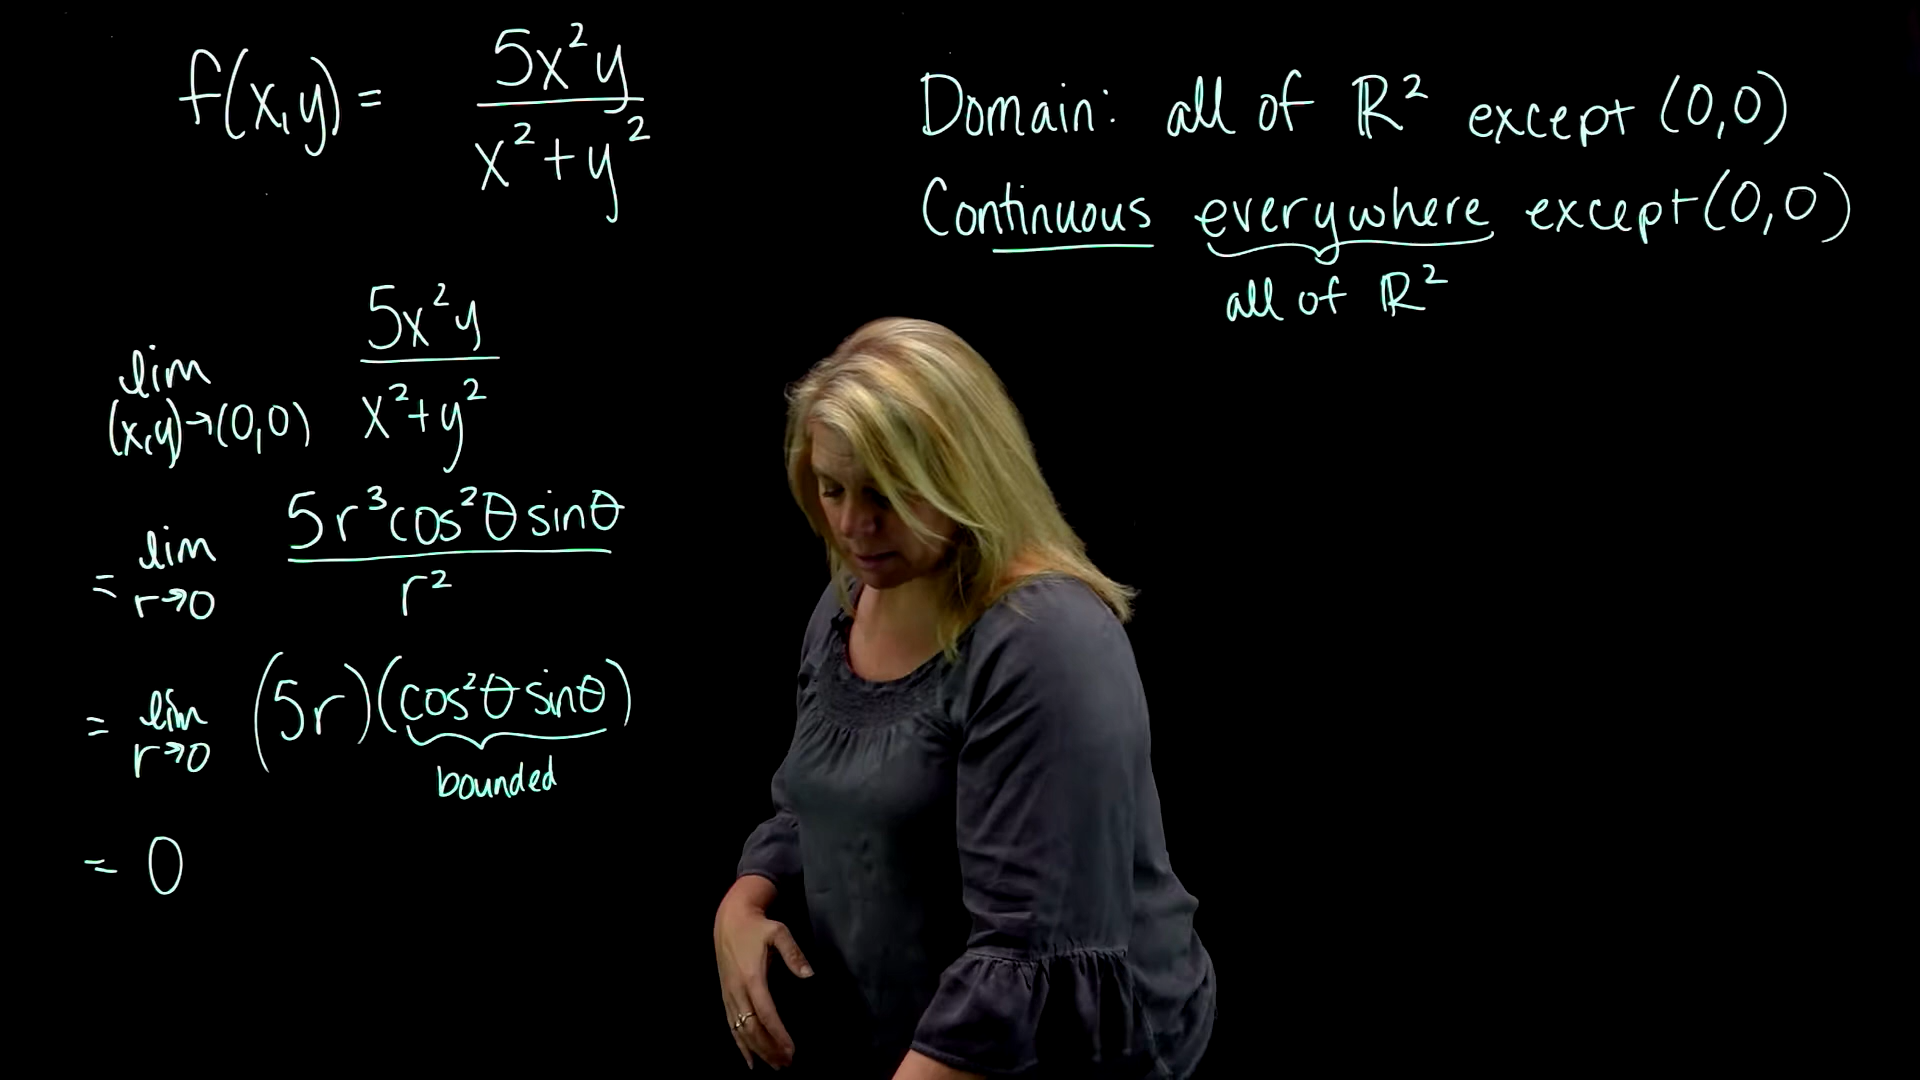 f(x,y) = 5x²y / x²+y²
Domain: all of ℝ² except (0,0)
Continuous everywhere except (0,0)
all of ℝ²
lim (x,y)→(0,0) 5x²y / x²+y²
= lim r→0 5r³cos²θ sinθ / r²
= lim r→0 (5r)(cos²θ sinθ)
bounded
= 0